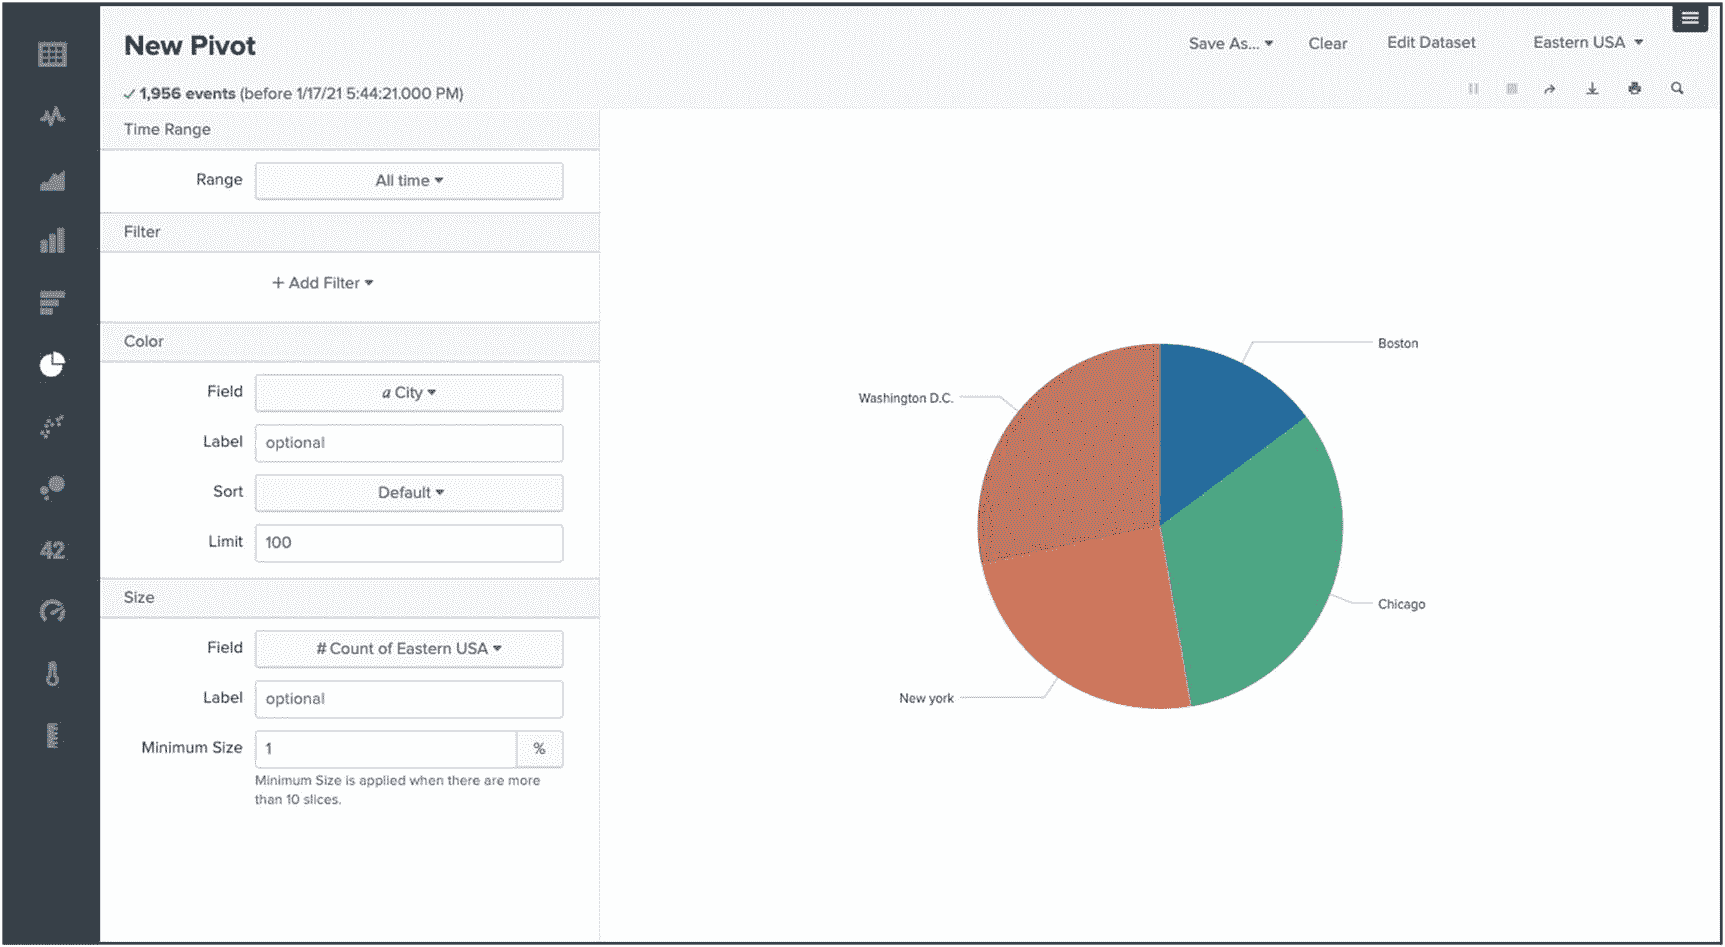 New Pivot
Save As... Clear Edit Dataset Eastern USA
1,956 events (before 1/17/21 5:44:21.000 PM)
Time Range
Range All time
Filter
+ Add Filter
Color
Field a City
Label optional
Sort Default
Limit 100
Size
Field # Count of Eastern USA
Label optional
Minimum Size 1 %
Minimum Size is applied when there are more
than 10 slices.
42
Boston
Washington D.C.
Chicago
New york